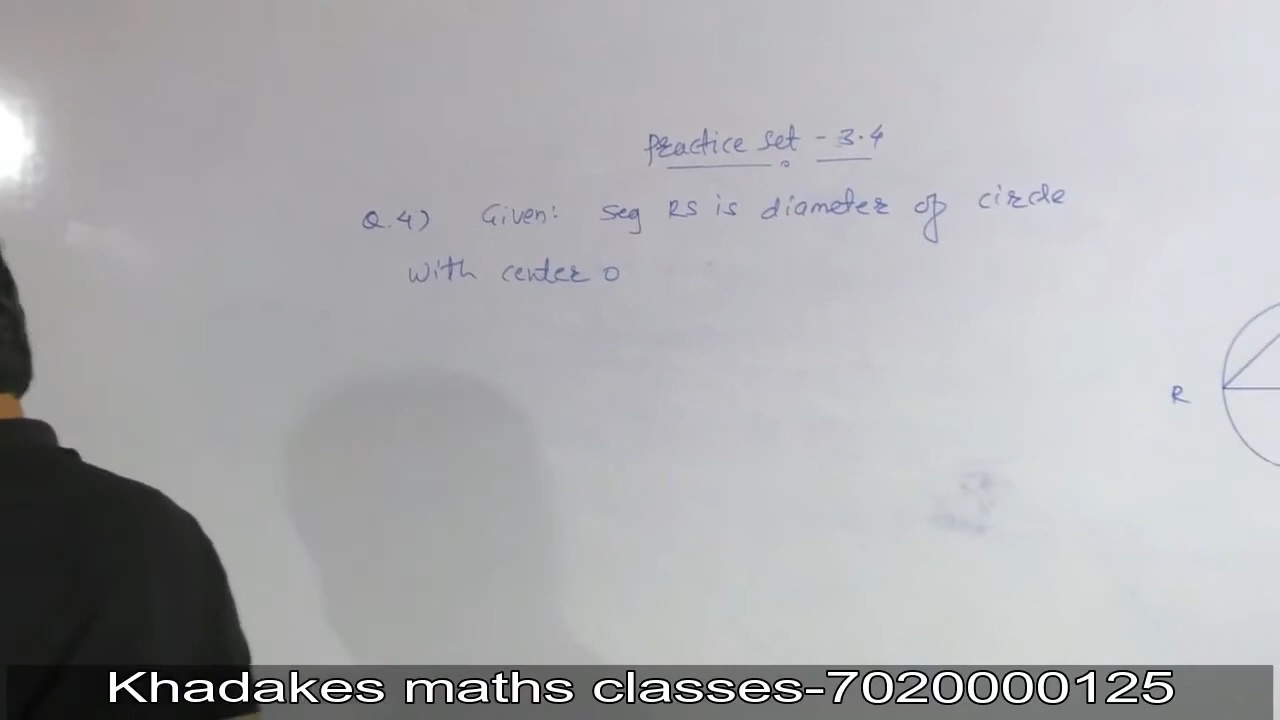 Practice Set - 3.4
Q.4) Given: seg RS is diameter of circle
with center O
R
Khadakes maths classes-7020000125